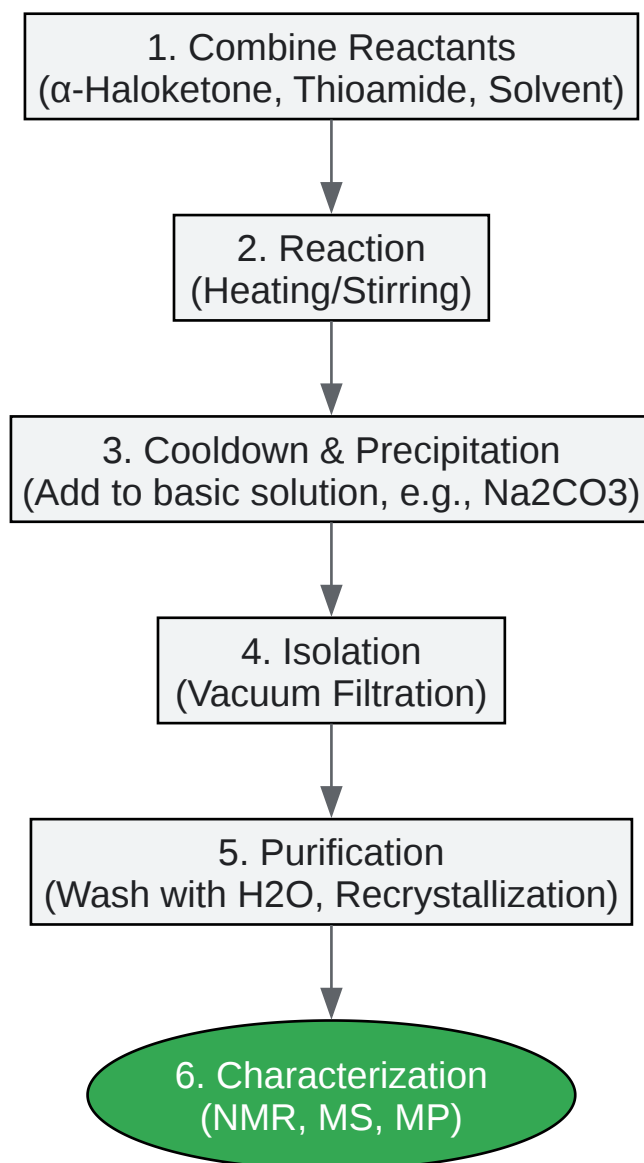 1. Combine Reactants
(α-Haloketone, Thioamide, Solvent)
2. Reaction
(Heating/Stirring)
3. Cooldown & Precipitation
(Add to basic solution, e.g., Na2CO3)
4. Isolation
(Vacuum Filtration)
5. Purification
(Wash with H2O, Recrystallization)
6. Characterization
(NMR, MS, MP)